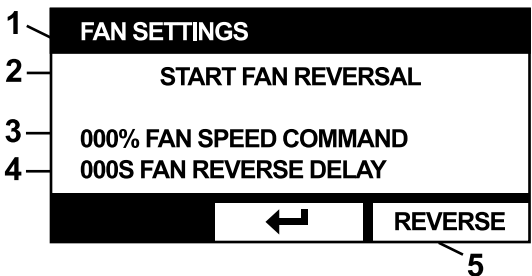 1 FAN SETTINGS
2 START FAN REVERSAL
3 000% FAN SPEED COMMAND
4 000S FAN REVERSE DELAY
REVERSE
5